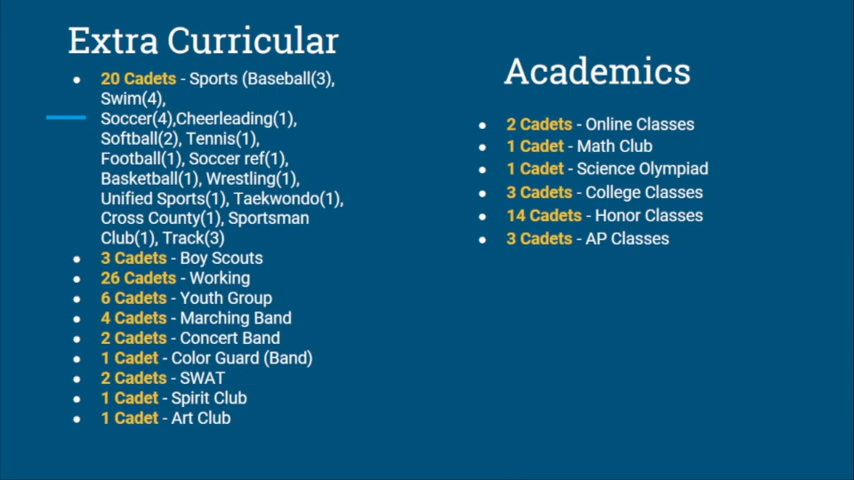 Extra Curricular
● 20 Cadets - Sports (Baseball(3),
Swim(4),
Soccer(4),Cheerleading(1),
Softball(2), Tennis(1),
Football(1), Soccer ref(1),
Basketball(1), Wrestling(1),
Unified Sports(1), Taekwondo(1),
Cross County(1), Sportsman
Club(1), Track(3)
● 3 Cadets - Boy Scouts
● 26 Cadets - Working
● 6 Cadets - Youth Group
● 4 Cadets - Marching Band
● 2 Cadets - Concert Band
● 1 Cadet - Color Guard (Band)
● 2 Cadets - SWAT
● 1 Cadet - Spirit Club
● 1 Cadet - Art Club
Academics
● 2 Cadets - Online Classes
● 1 Cadet - Math Club
● 1 Cadet - Science Olympiad
● 3 Cadets - College Classes
● 14 Cadets - Honor Classes
● 3 Cadets - AP Classes